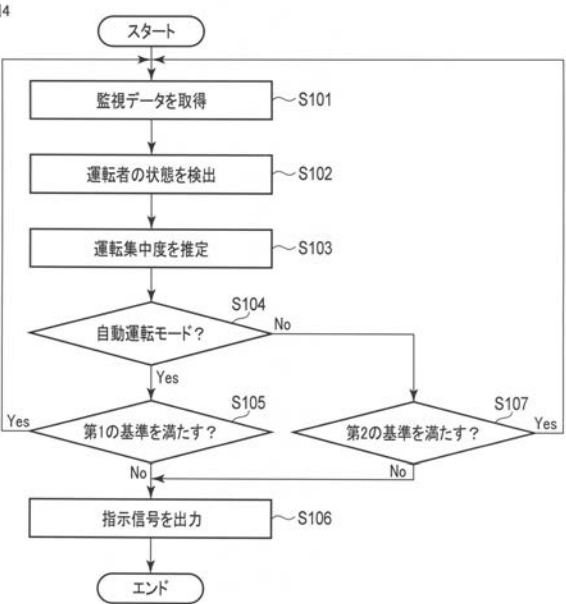 スタート
監視データを取得
S101
運転者の状態を検出
S102
運転集中度を推定
S103
S104
自動運転モード?
No
Yes
S105
S107
Yes
第1の基準を満たす?
第2の基準を満たす?
Yes
No
No
指示信号を出力
S106
エンド